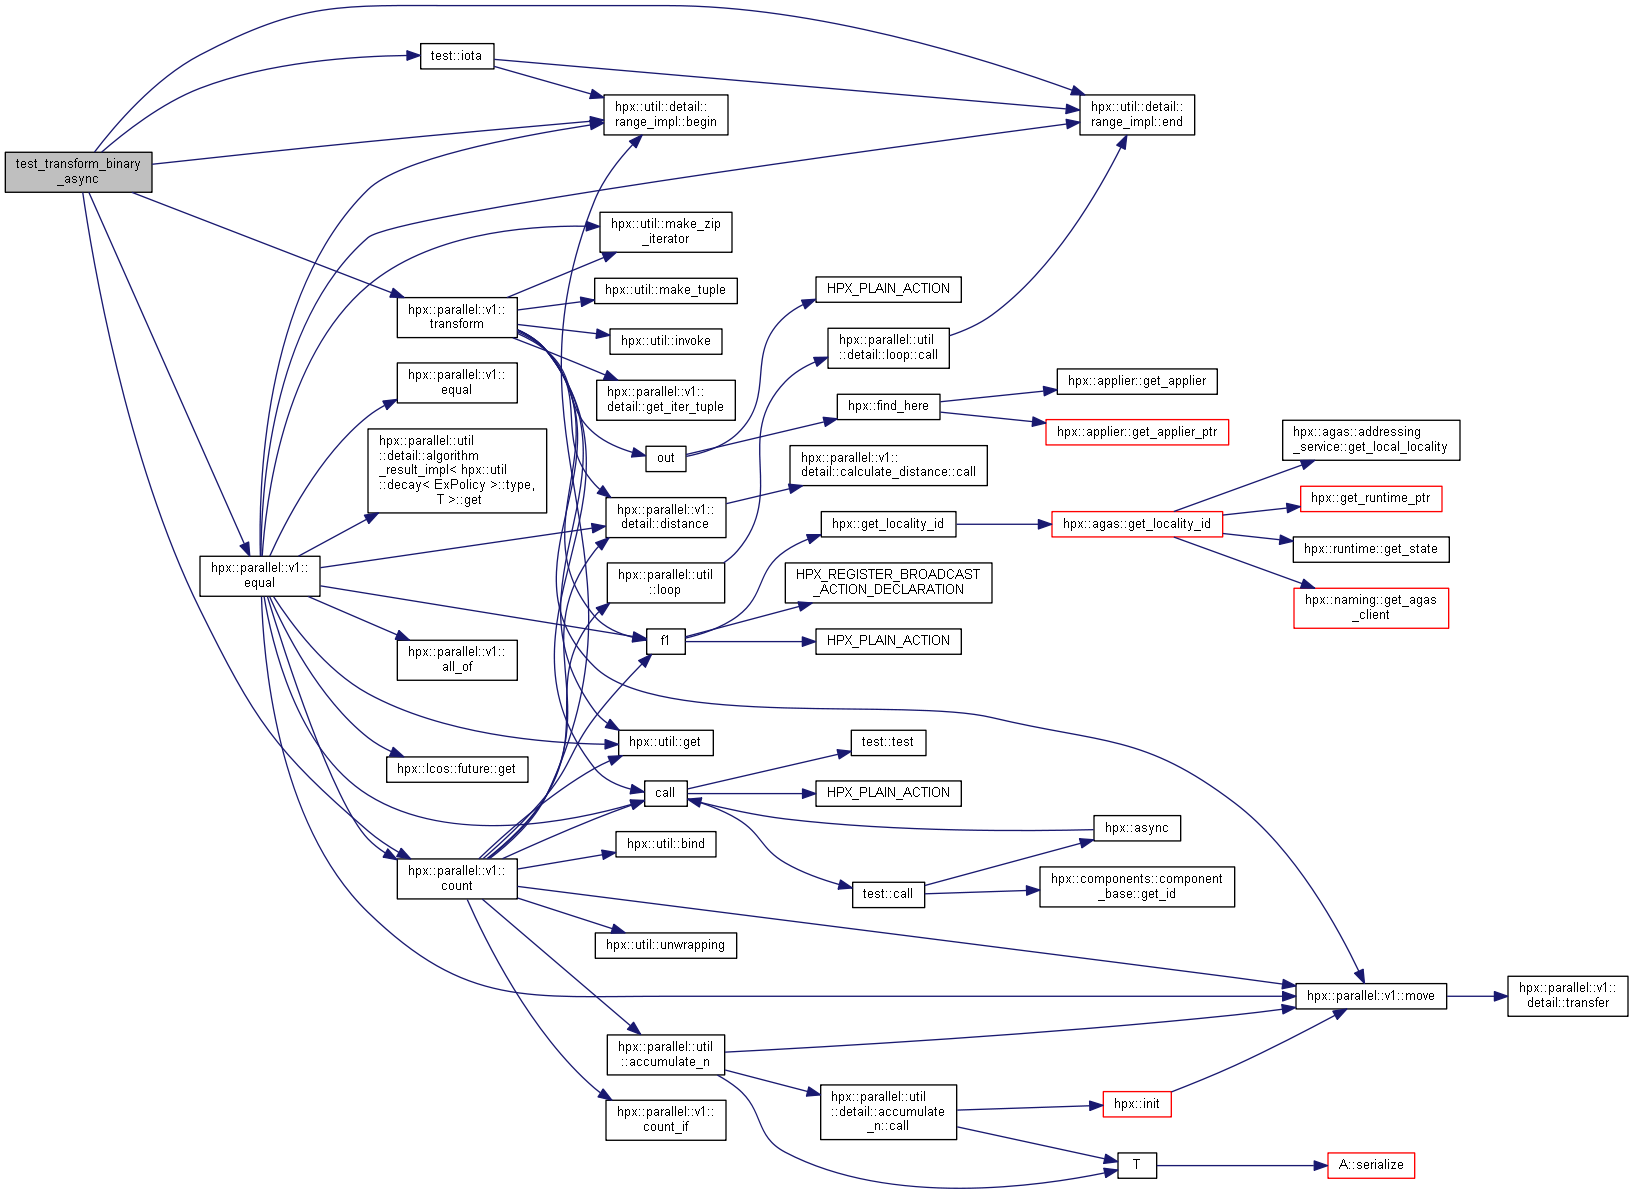 test::iota
hpx::util::detail::
range_impl::begin
hpx::util::detail::
range_impl::end
test_transform_binary
_async
hpx::util::make_zip
_iterator
hpx::util::make_tuple
HPX_PLAIN_ACTION
hpx::parallel::v1::
transform
hpx::util::invoke
hpx::parallel::util
::detail::loop::call
hpx::parallel::v1::
equal
hpx::parallel::v1::
detail::get_iter_tuple
hpx::applier::get_applier
hpx::find_here
hpx::applier::get_applier_ptr
hpx::parallel::util
::detail::algorithm
_result_impl< hpx::util
::decay< ExPolicy >::type,
T >::get
out
hpx::parallel::v1::
detail::calculate_distance::call
hpx::agas::addressing
_service::get_local_locality
hpx::get_runtime_ptr
hpx::parallel::v1::
detail::distance
hpx::get_locality_id
hpx::agas::get_locality_id
hpx::runtime::get_state
hpx::parallel::v1::
equal
hpx::parallel::util
::loop
HPX_REGISTER_BROADCAST
_ACTION_DECLARATION
hpx::naming::get_agas
_client
f1
HPX_PLAIN_ACTION
hpx::parallel::v1::
all_of
hpx::util::get
test::test
hpx::lcos::future::get
call
HPX_PLAIN_ACTION
hpx::async
hpx::util::bind
hpx::parallel::v1::
count
test::call
hpx::components::component
_base::get_id
hpx::util::unwrapping
hpx::parallel::v1::move
hpx::parallel::v1::
detail::transfer
hpx::parallel::util
::accumulate_n
hpx::parallel::util
::detail::accumulate
_n::call
hpx::init
hpx::parallel::v1::
count_if
T
A::serialize